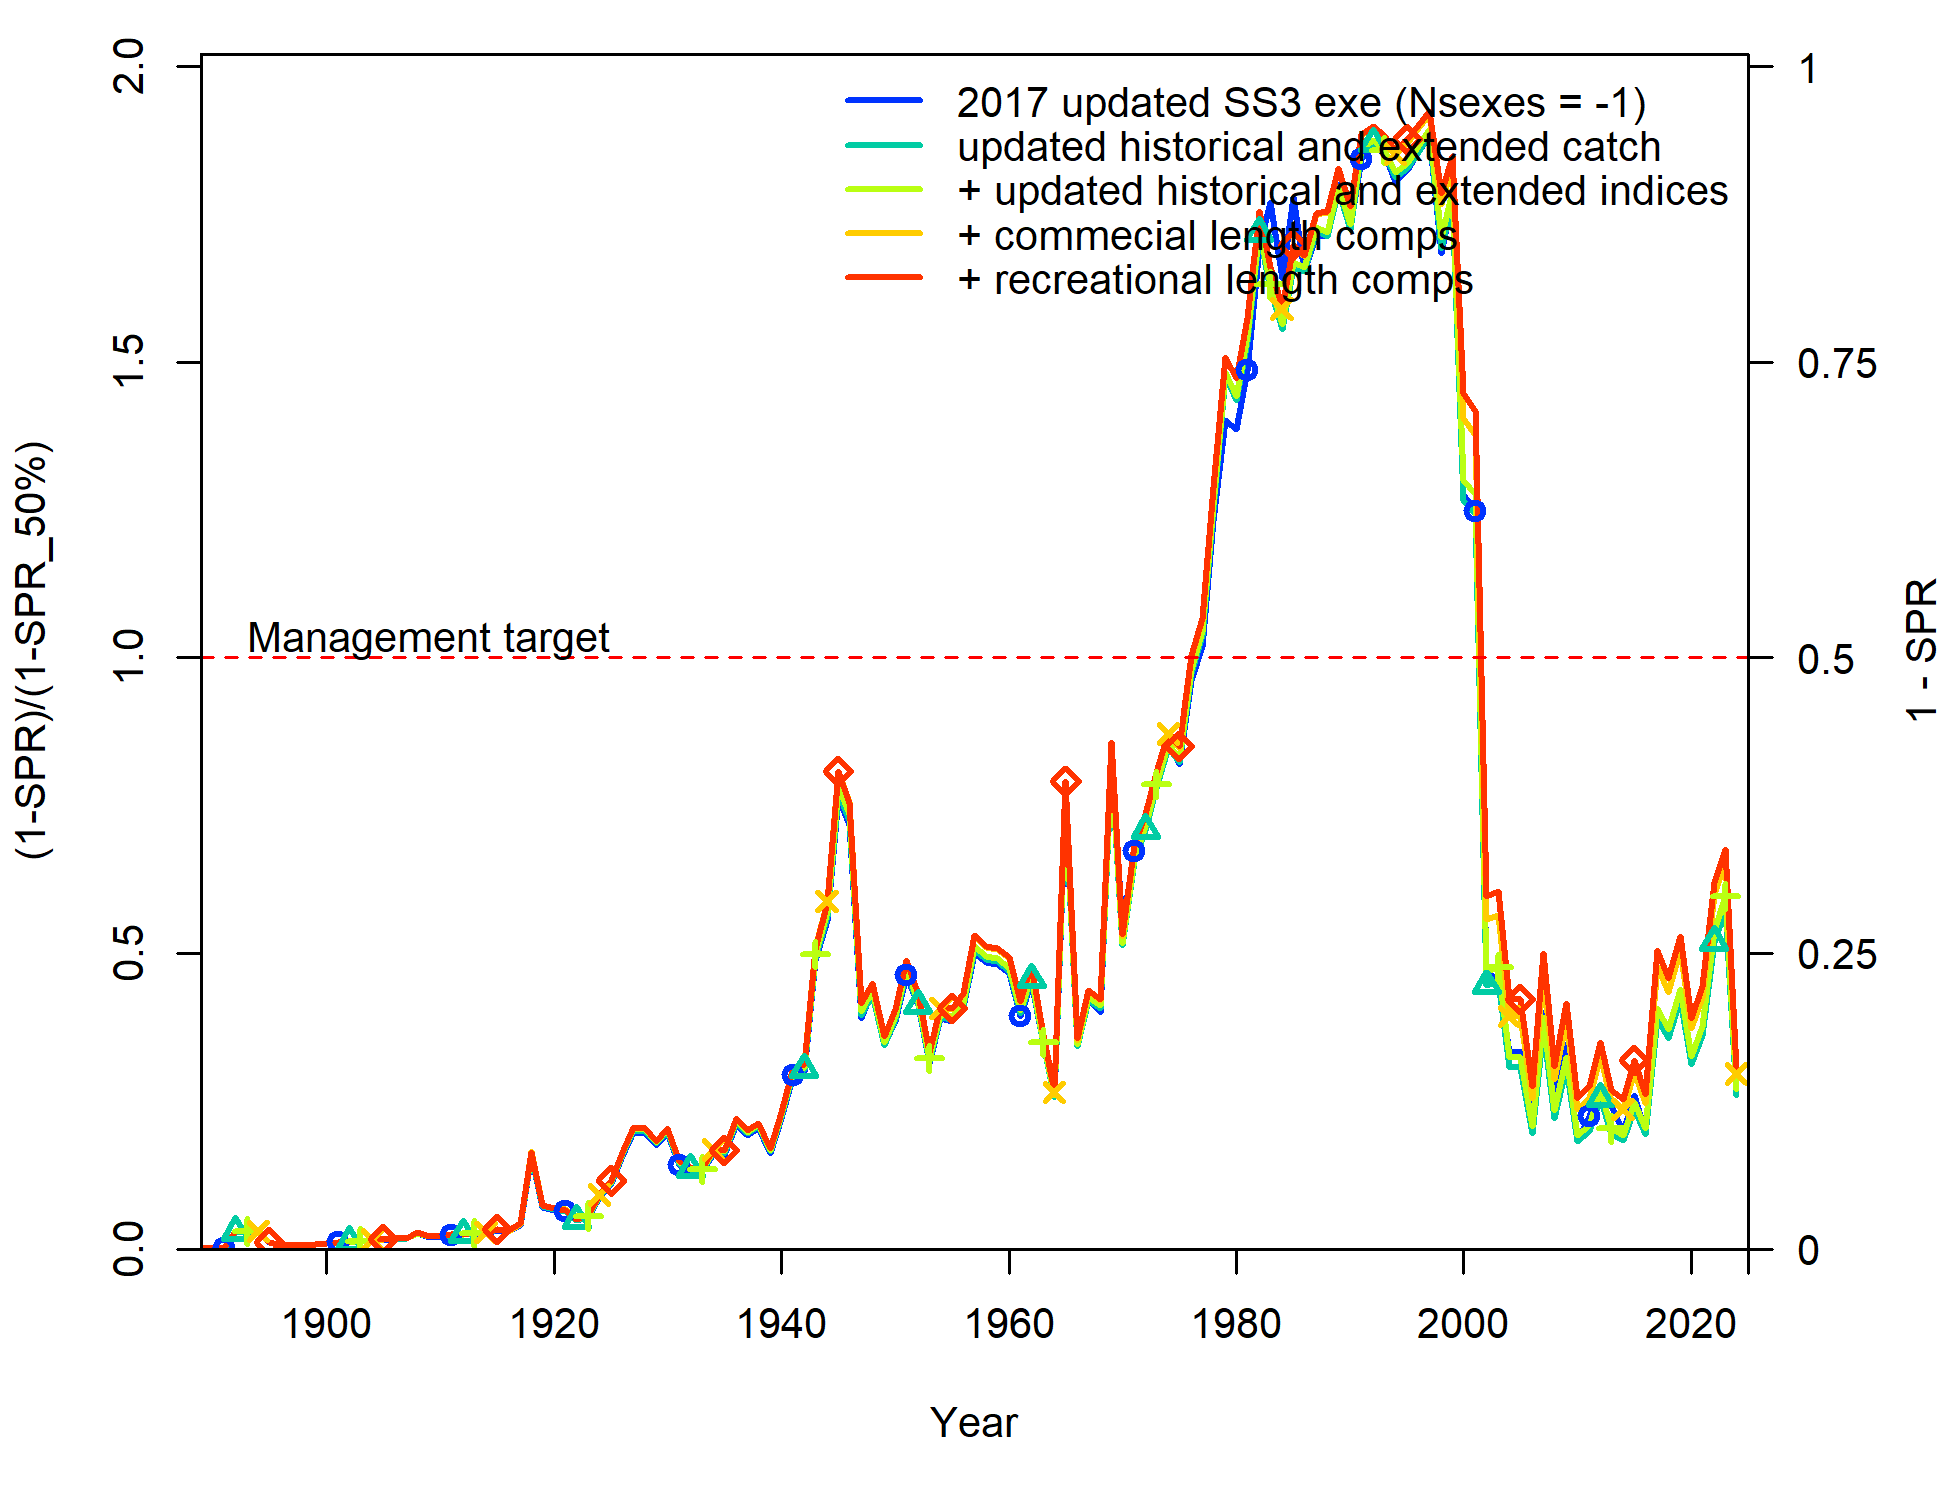 2017 updated SS3 exe (Nsexes = -1)
updated historical and extended catch
+ updated historical and extended indices
+ commecial length comps
+ recreational length comps
Management target
(1-SPR)/(1-SPR_50%)
2.0
1.5
1.0
0.5
0.0
1
0.75
0.5
0.25
0
1 - SPR
1900 1920 1940 1960 1980 2000 2020
Year